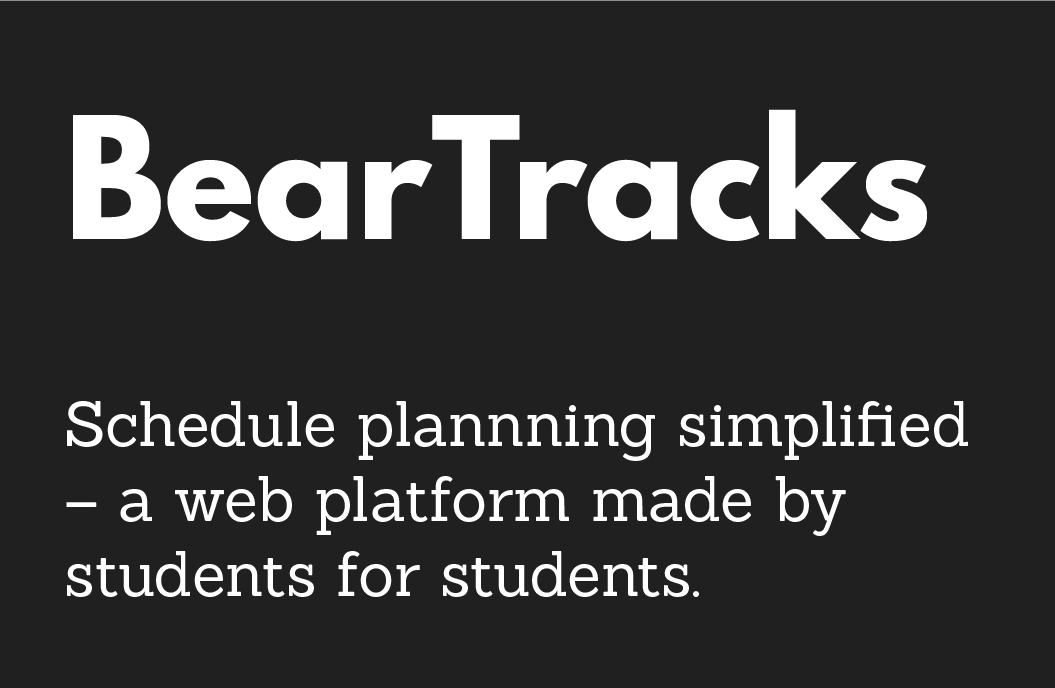 BearTracks
Schedule plannning simplified
– a web platform made by
students for students.